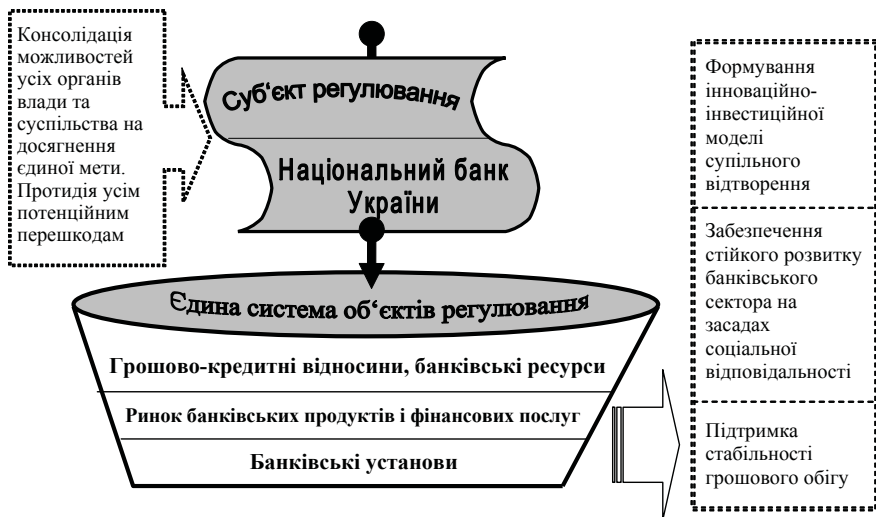 Консолідація
можливостей
усіх органів
влади та
суспільства на
досягнення
єдиної мети.
Протидія усім
потенційним
перешкодам
Суб‘єкт регулювання
Національний банк
України
Єдина система об‘єктів регулювання
Грошово-кредитні відносини, банківські ресурси
Ринок банківських продуктів і фінансових послуг
Банківські установи
Формування
інноваційно-
інвестиційної
моделі
супільного
відтворення
Забезпечення
стійкого розвитку
банківського
сектора на
засадах
соціальної
відповідальності
Підтримка
стабільності
грошового обігу